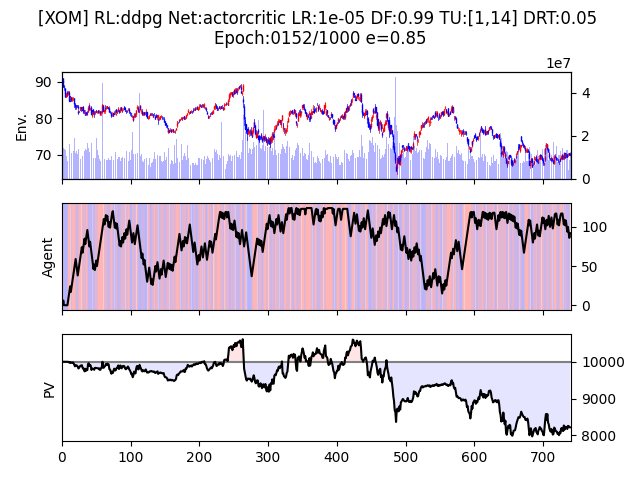 [XOM] RL:ddpg Net:actorcritic LR:1e-05 DF:0.99 TU:[1,14] DRT:0.05
Epoch:0152/1000 e=0.85
1e7
90
80
70
Env.
4
2
0
Agent
100
50
0
PV
10000
9000
8000
0 100 200 300 400 500 600 700